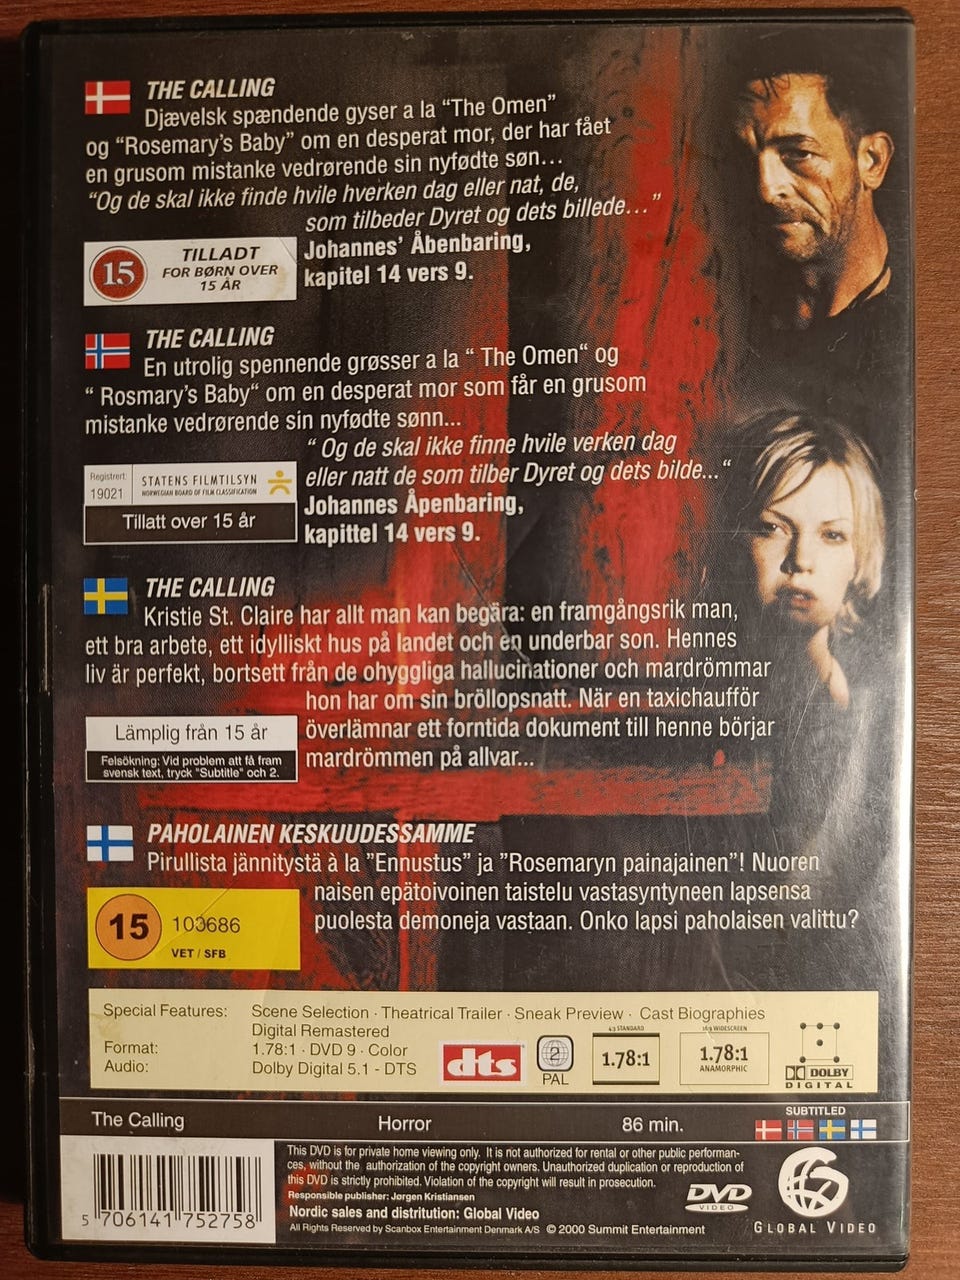 THE CALLING
Djævelsk spændende gyser a la “The Omen”
og “Rosemary's Baby” om en desperat mor, der har fået
en grusom mistanke vedrørende sin nyfødte søn...
“Og de skal ikke finde hvile hverken dag eller nat, de,
som tilbeder Dyret og dets billede...”
Johannes' Åbenbaring,
kapitel 14 vers 9.
15
TILLADT
FOR BØRN OVER
15 ÅR
THE CALLING
En utrolig spennende grøsser a la “ The Omen“ og
“ Rosmary's Baby“ om en desperat mor som får en grusom
mistanke vedrørende sin nyfødte sønn...
“ Og de skal ikke finne hvile verken dag
eller natt de som tilber Dyret og dets bilde...“
Johannes Åpenbaring,
kapittel 14 vers 9.
Registrert:
19021
STATENS FILMTILSYN
NORWEGIAN BOARD OF FILM CLASSIFICATION
Tillatt over 15 år
THE CALLING
Kristie St. Claire har allt man kan begära: en framgångsrik man,
ett bra arbete, ett idylliskt hus på landet och en underbar son. Hennes
liv är perfekt, bortsett från de ohyggliga hallucinationer och mardrömmar
hon har om sin bröllopsnatt. När en taxichaufför
överlämnar ett forntida dokument till henne börjar
mardrömmen på allvar...
Lämplig från 15 år
Felsökning: Vid problem att få fram
svensk text, tryck "Subtitle" och 2.
PAHOLAINEN KESKUUDESSAMME
Pirullista jännitystä à la ”Ennustus” ja ”Rosemaryn painajainen”! Nuoren
naisen epätoivoinen taistelu vastasyntyneen lapsensa
puolesta demoneja vastaan. Onko lapsi paholaisen valittu?
15
103686
VET / SFB
Special Features: Scene Selection · Theatrical Trailer · Sneak Preview · Cast Biographies
Digital Remastered
Format: 1.78:1 · DVD 9 · Color
Audio: Dolby Digital 5.1 - DTS
dts
2
PAL
4:3 STANDARD
1.78:1
16:9 WIDESCREEN
1.78:1
ANAMORPHIC
DOLBY
DIGITAL
The Calling Horror 86 min.
SUBTITLED
This DVD is for private home viewing only. It is not authorized for rental or other public performan-
ces, without the authorization of the copyright owners. Unauthorized duplication or reproduction of
this DVD is strictly prohibited. Violation of the copyright will result in prosecution.
Responsible publisher: Jørgen Kristiansen
Nordic sales and distritution: Global Video
All Rights Reserved by Scanbox Entertainment Denmark A/S © 2000 Summit Entertainment
5 706141 752758
DVD
VIDEO
GLOBAL VIDEO